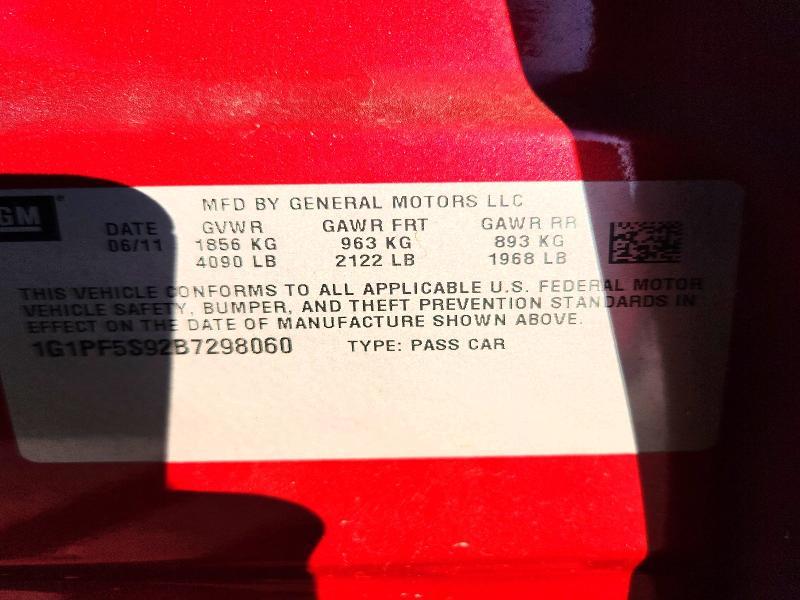 GM
MFD BY GENERAL MOTORS LLC
DATE GVWR GAWR FRT GAWR RR
06/11 1856 KG 963 KG 893 KG
4090 LB 2122 LB 1968 LB
THIS VEHICLE CONFORMS TO ALL APPLICABLE U.S. FEDERAL MOTOR
VEHICLE SAFETY, BUMPER, AND THEFT PREVENTION STANDARDS IN
EFFECT ON THE DATE OF MANUFACTURE SHOWN ABOVE.
1G1PF5S92B7298060 TYPE: PASS CAR